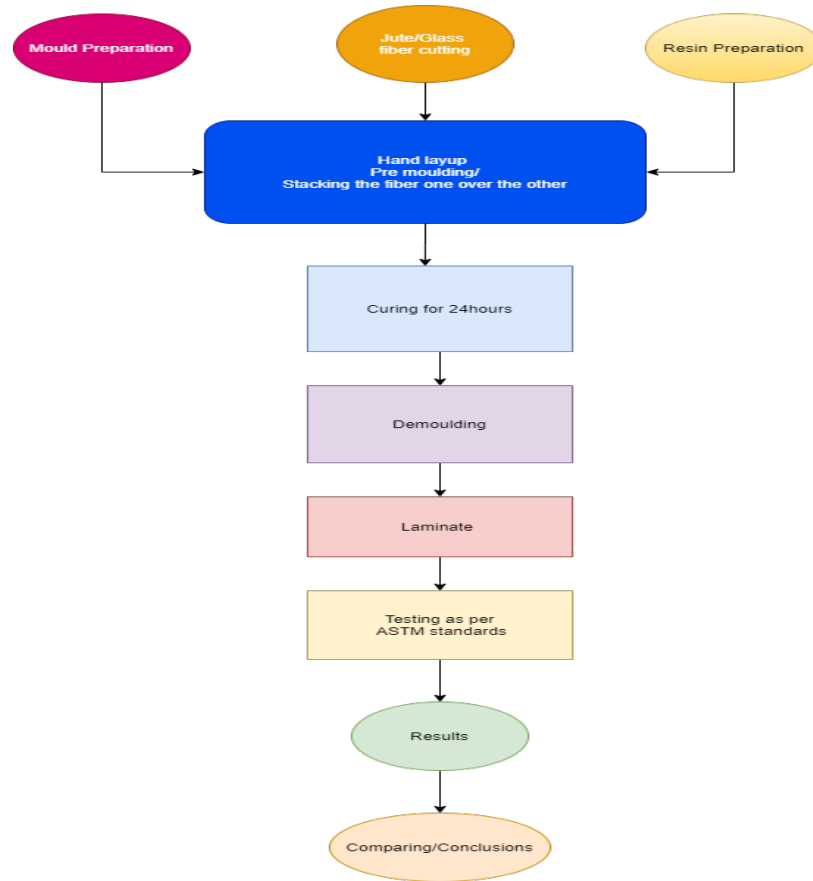 Mould Preparation
Jute/Glass
fiber cutting
Resin Preparation
Hand layup
Pre moulding/
Stacking the fiber one over the other
Curing for 24hours
Demoulding
Laminate
Testing as per
ASTM standards
Results
Comparing/Conclusions